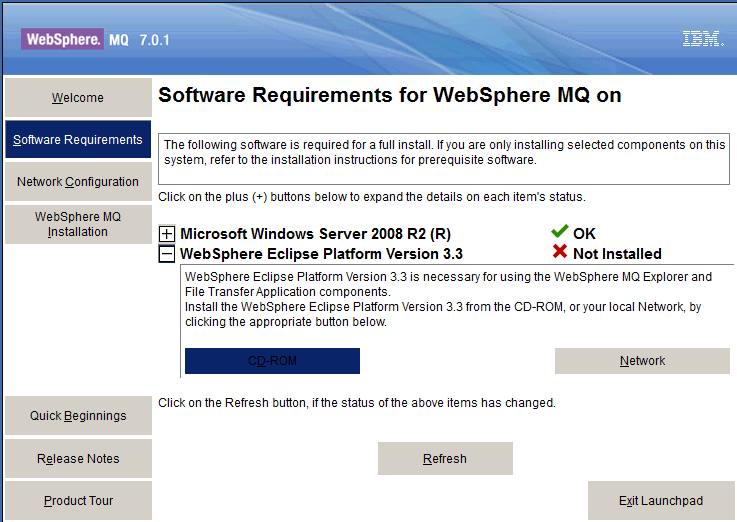 WebSphere. MQ 7.0.1
IBM.
Welcome
Software Requirements
Network Configuration
WebSphere MQ
Installation
Quick Beginnings
Release Notes
Product Tour
Software Requirements for WebSphere MQ on
The following software is required for a full install. If you are only installing selected components on this
system, refer to the installation instructions for prerequisite software.
Click on the plus (+) buttons below to expand the details on each item's status.
Microsoft Windows Server 2008 R2 (R) OK
WebSphere Eclipse Platform Version 3.3 Not Installed
WebSphere Eclipse Platform Version 3.3 is necessary for using the WebSphere MQ Explorer and
File Transfer Application components.
Install the WebSphere Eclipse Platform Version 3.3 from the CD-ROM, or your local Network, by
clicking the appropriate button below.
CD-ROM Network
Click on the Refresh button, if the status of the above items has changed.
Refresh
Exit Launchpad